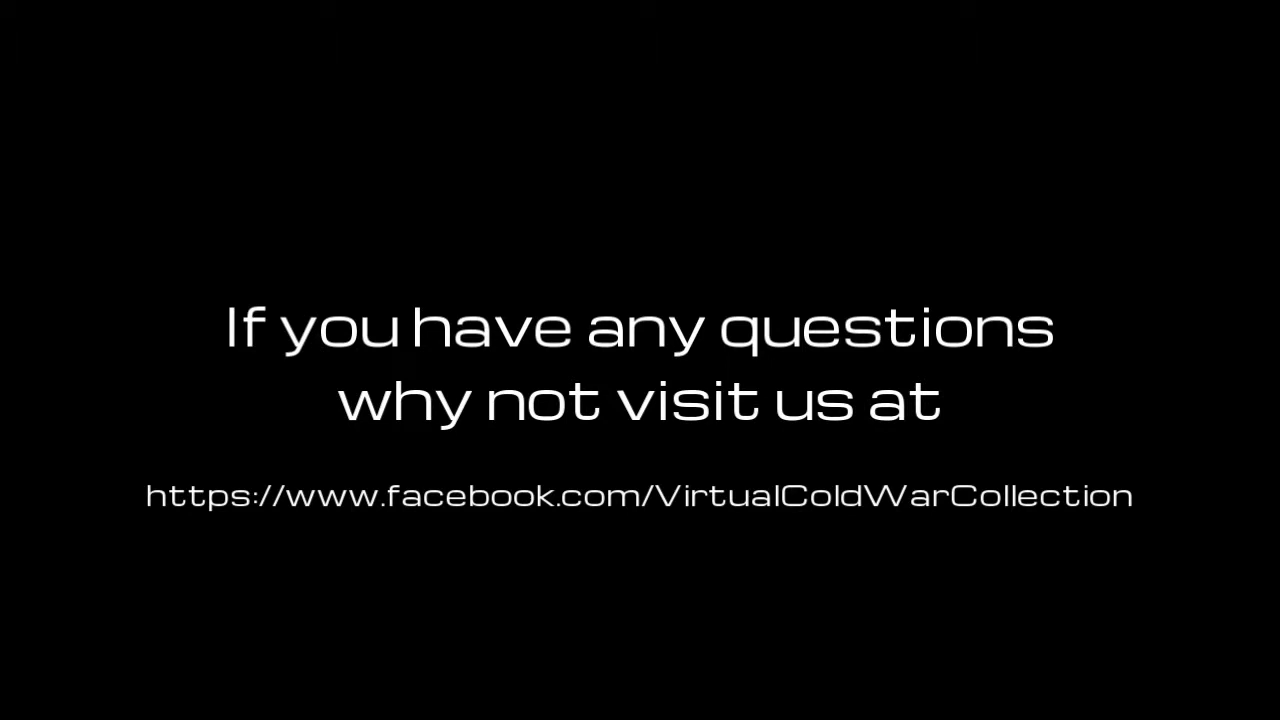 If you have any questions
why not visit us at
https://www.facebook.com/VirtualColdWarCollection